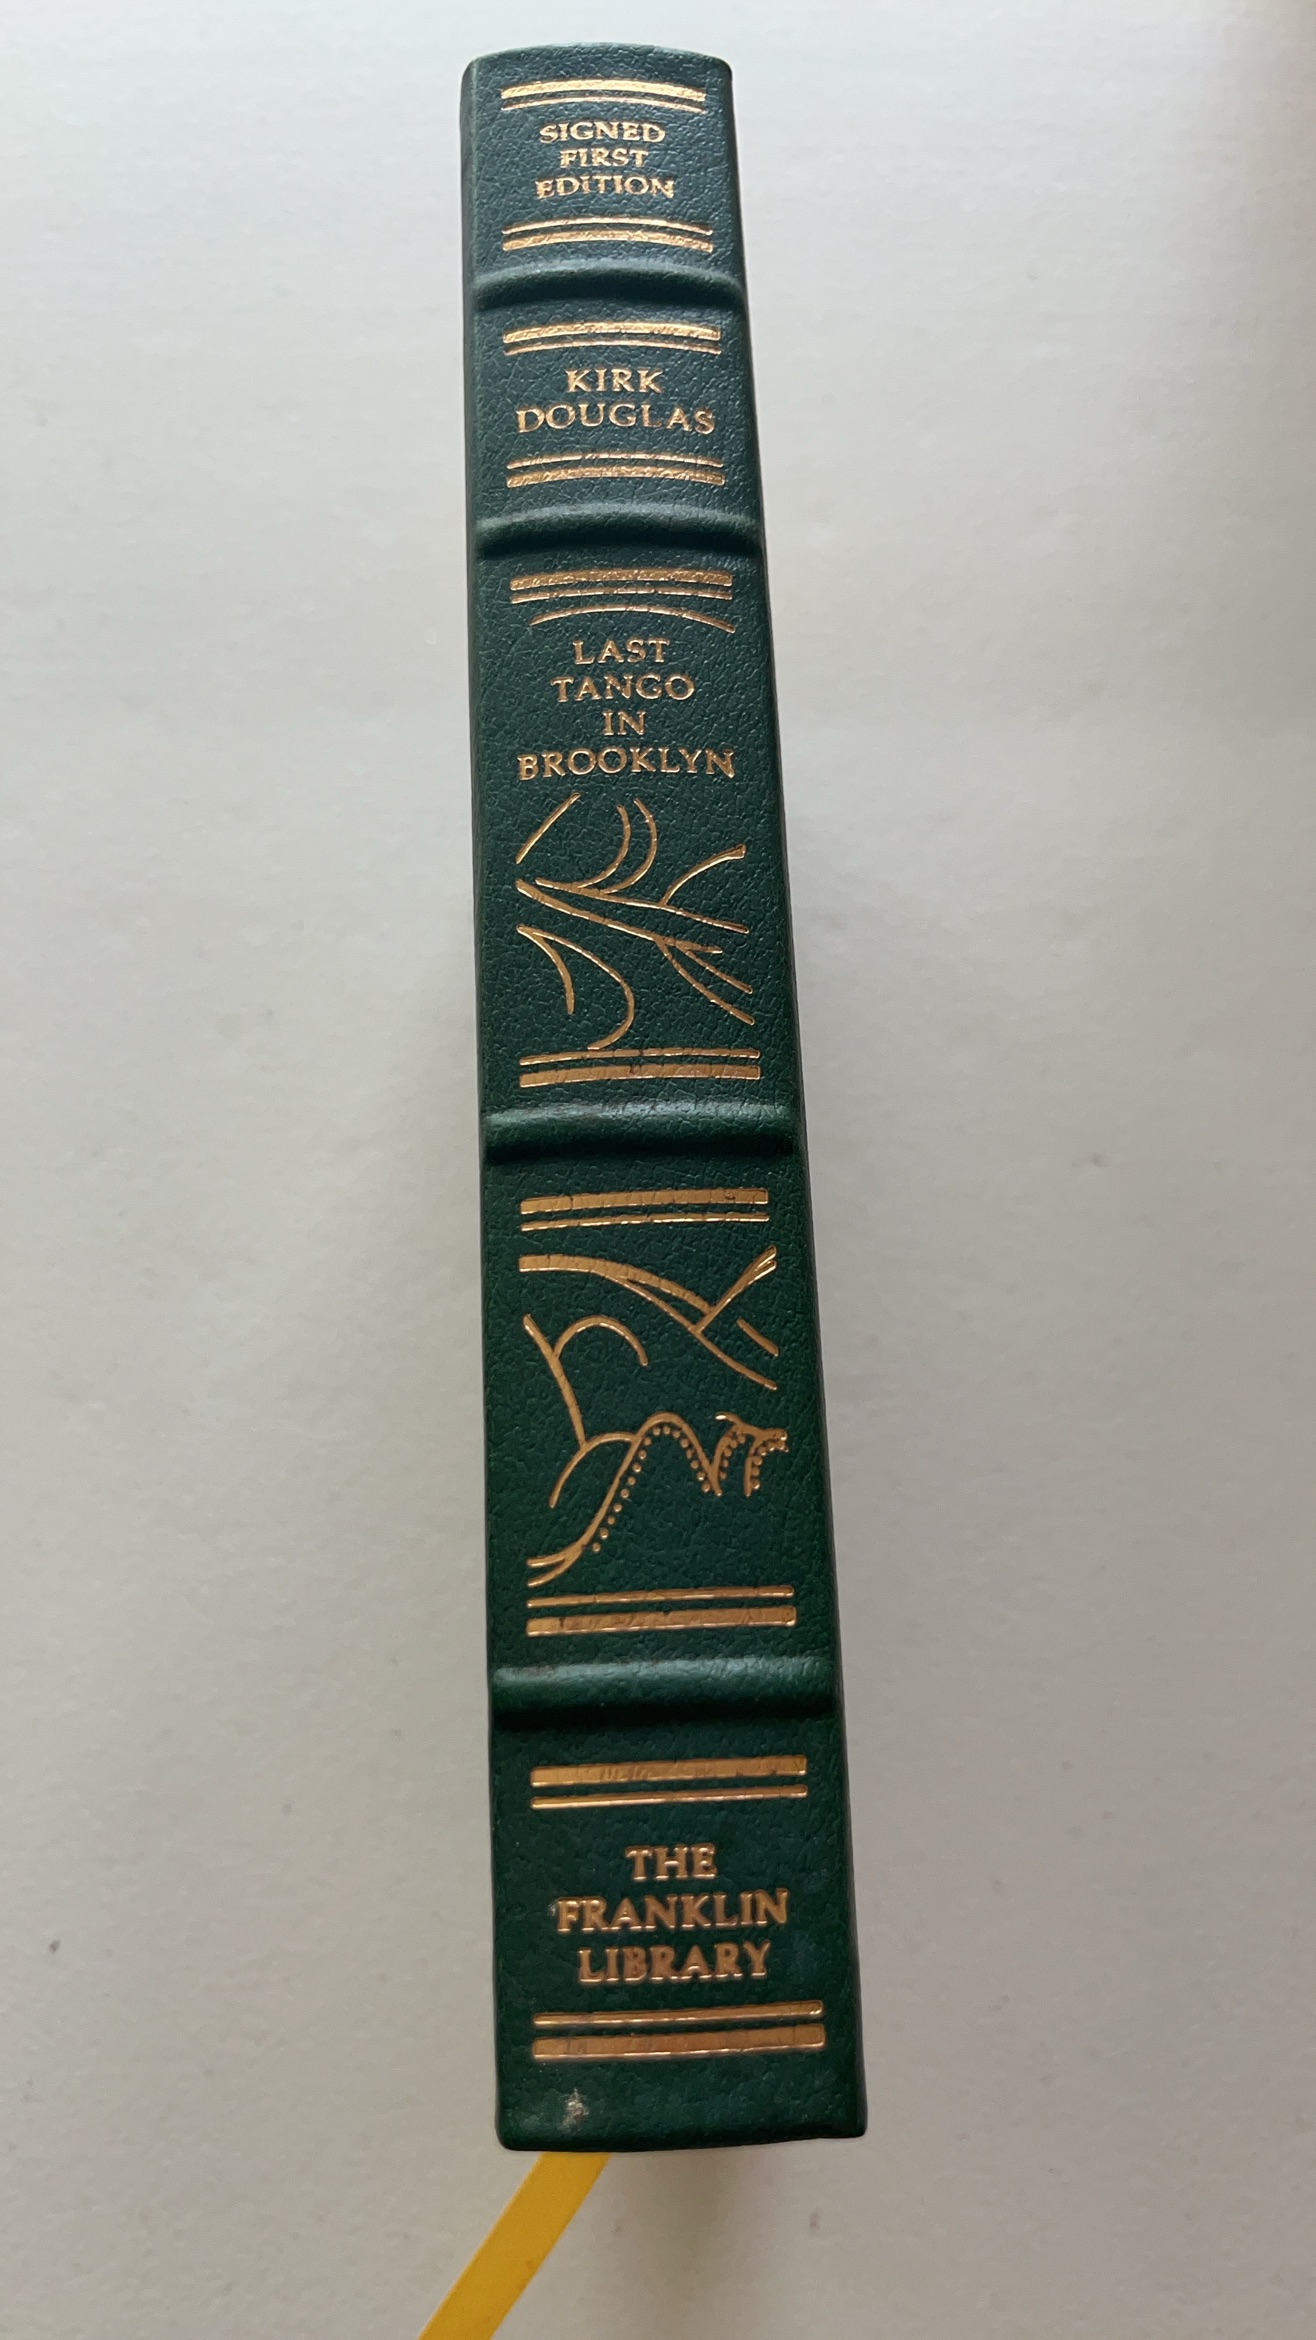 SIGNED
FIRST
EDITION
KIRK
DOUGLAS
LAST
TANGO
IN
BROOKLYN
THE
FRANKLIN
LIBRARY